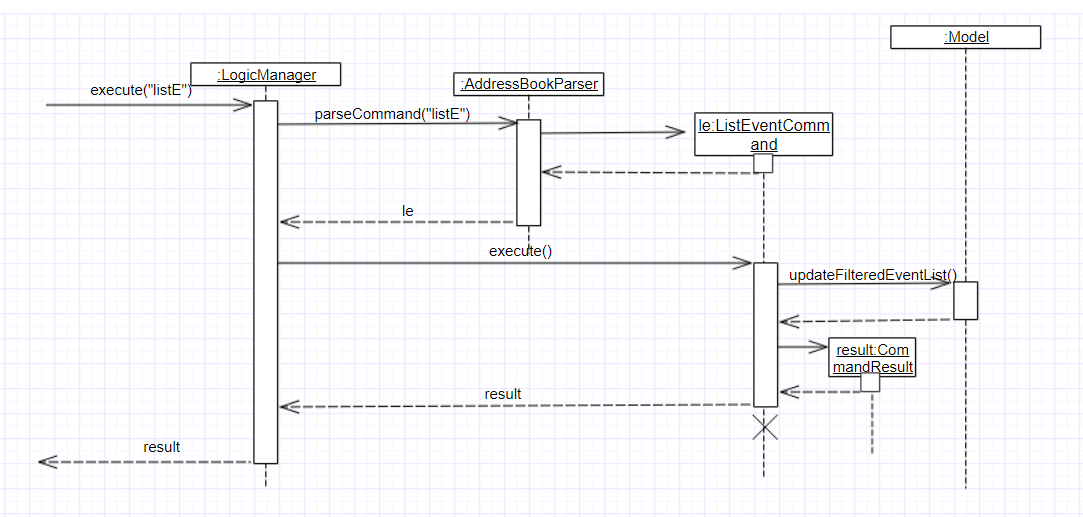 :Model
:LogicManager
:AddressBookParser
execute("listE")
parseCommand("listE")
le:ListEventComm
and
le
execute()
updateFilteredEventList()
result:Com
mandResult
result
result